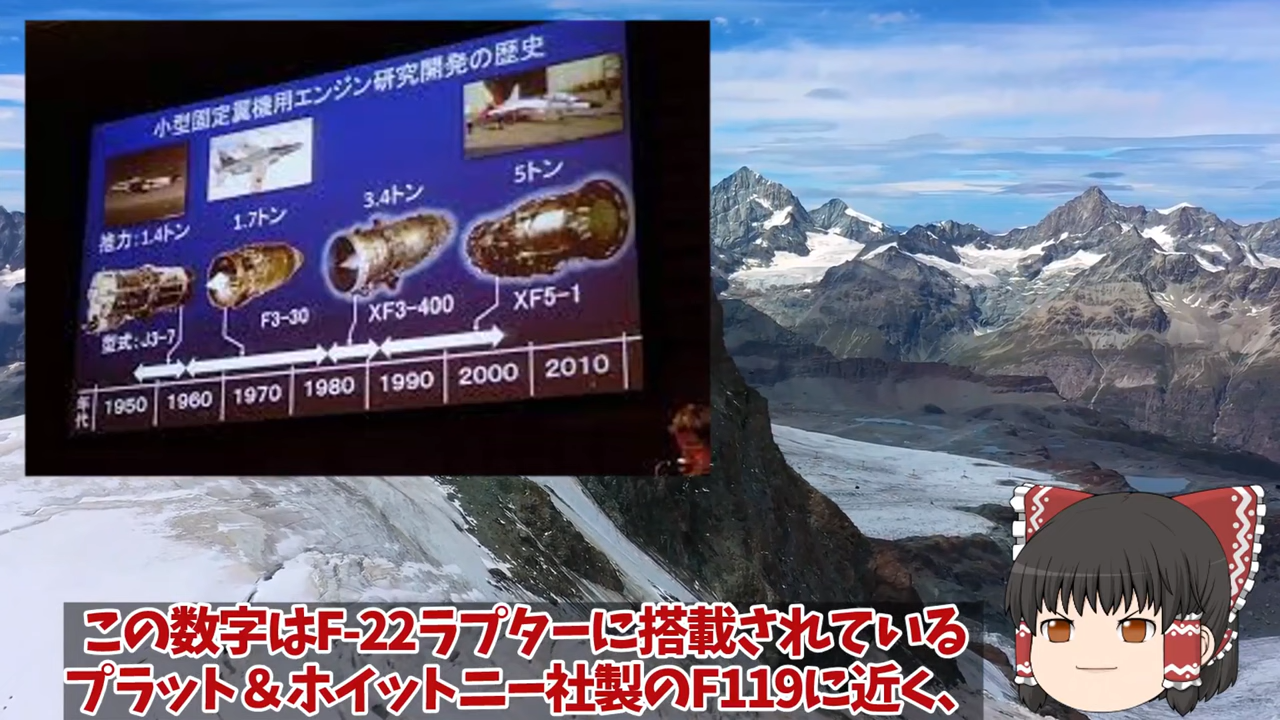 小型固定翼機用エンジン研究開発の歴史
推力:1.4トン
1.7トン
3.4トン
5トン
型式:J3-7
F3-30
XF3-400
XF5-1
年代
1950
1960
1970
1980
1990
2000
2010
この数字はF-22ラプターに搭載されている
プラット&ホイットニー社製のF119に近く、